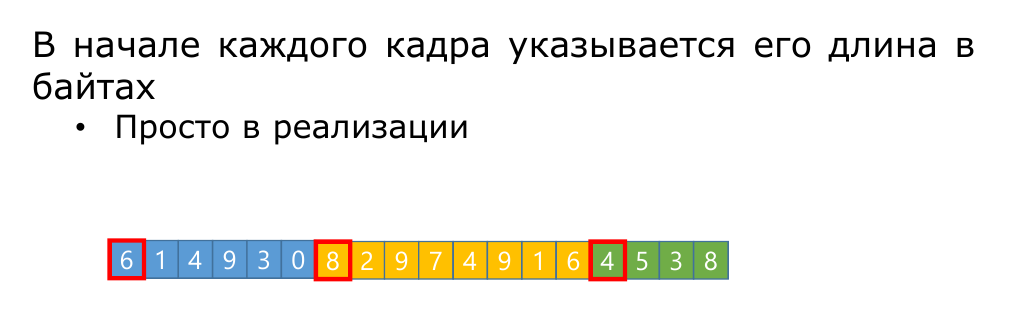 В начале каждого кадра указывается его длина в
байтах
• Просто в реализации
6 1 4 9 3 0 8 2 9 7 4 9 1 6 4 5 3 8